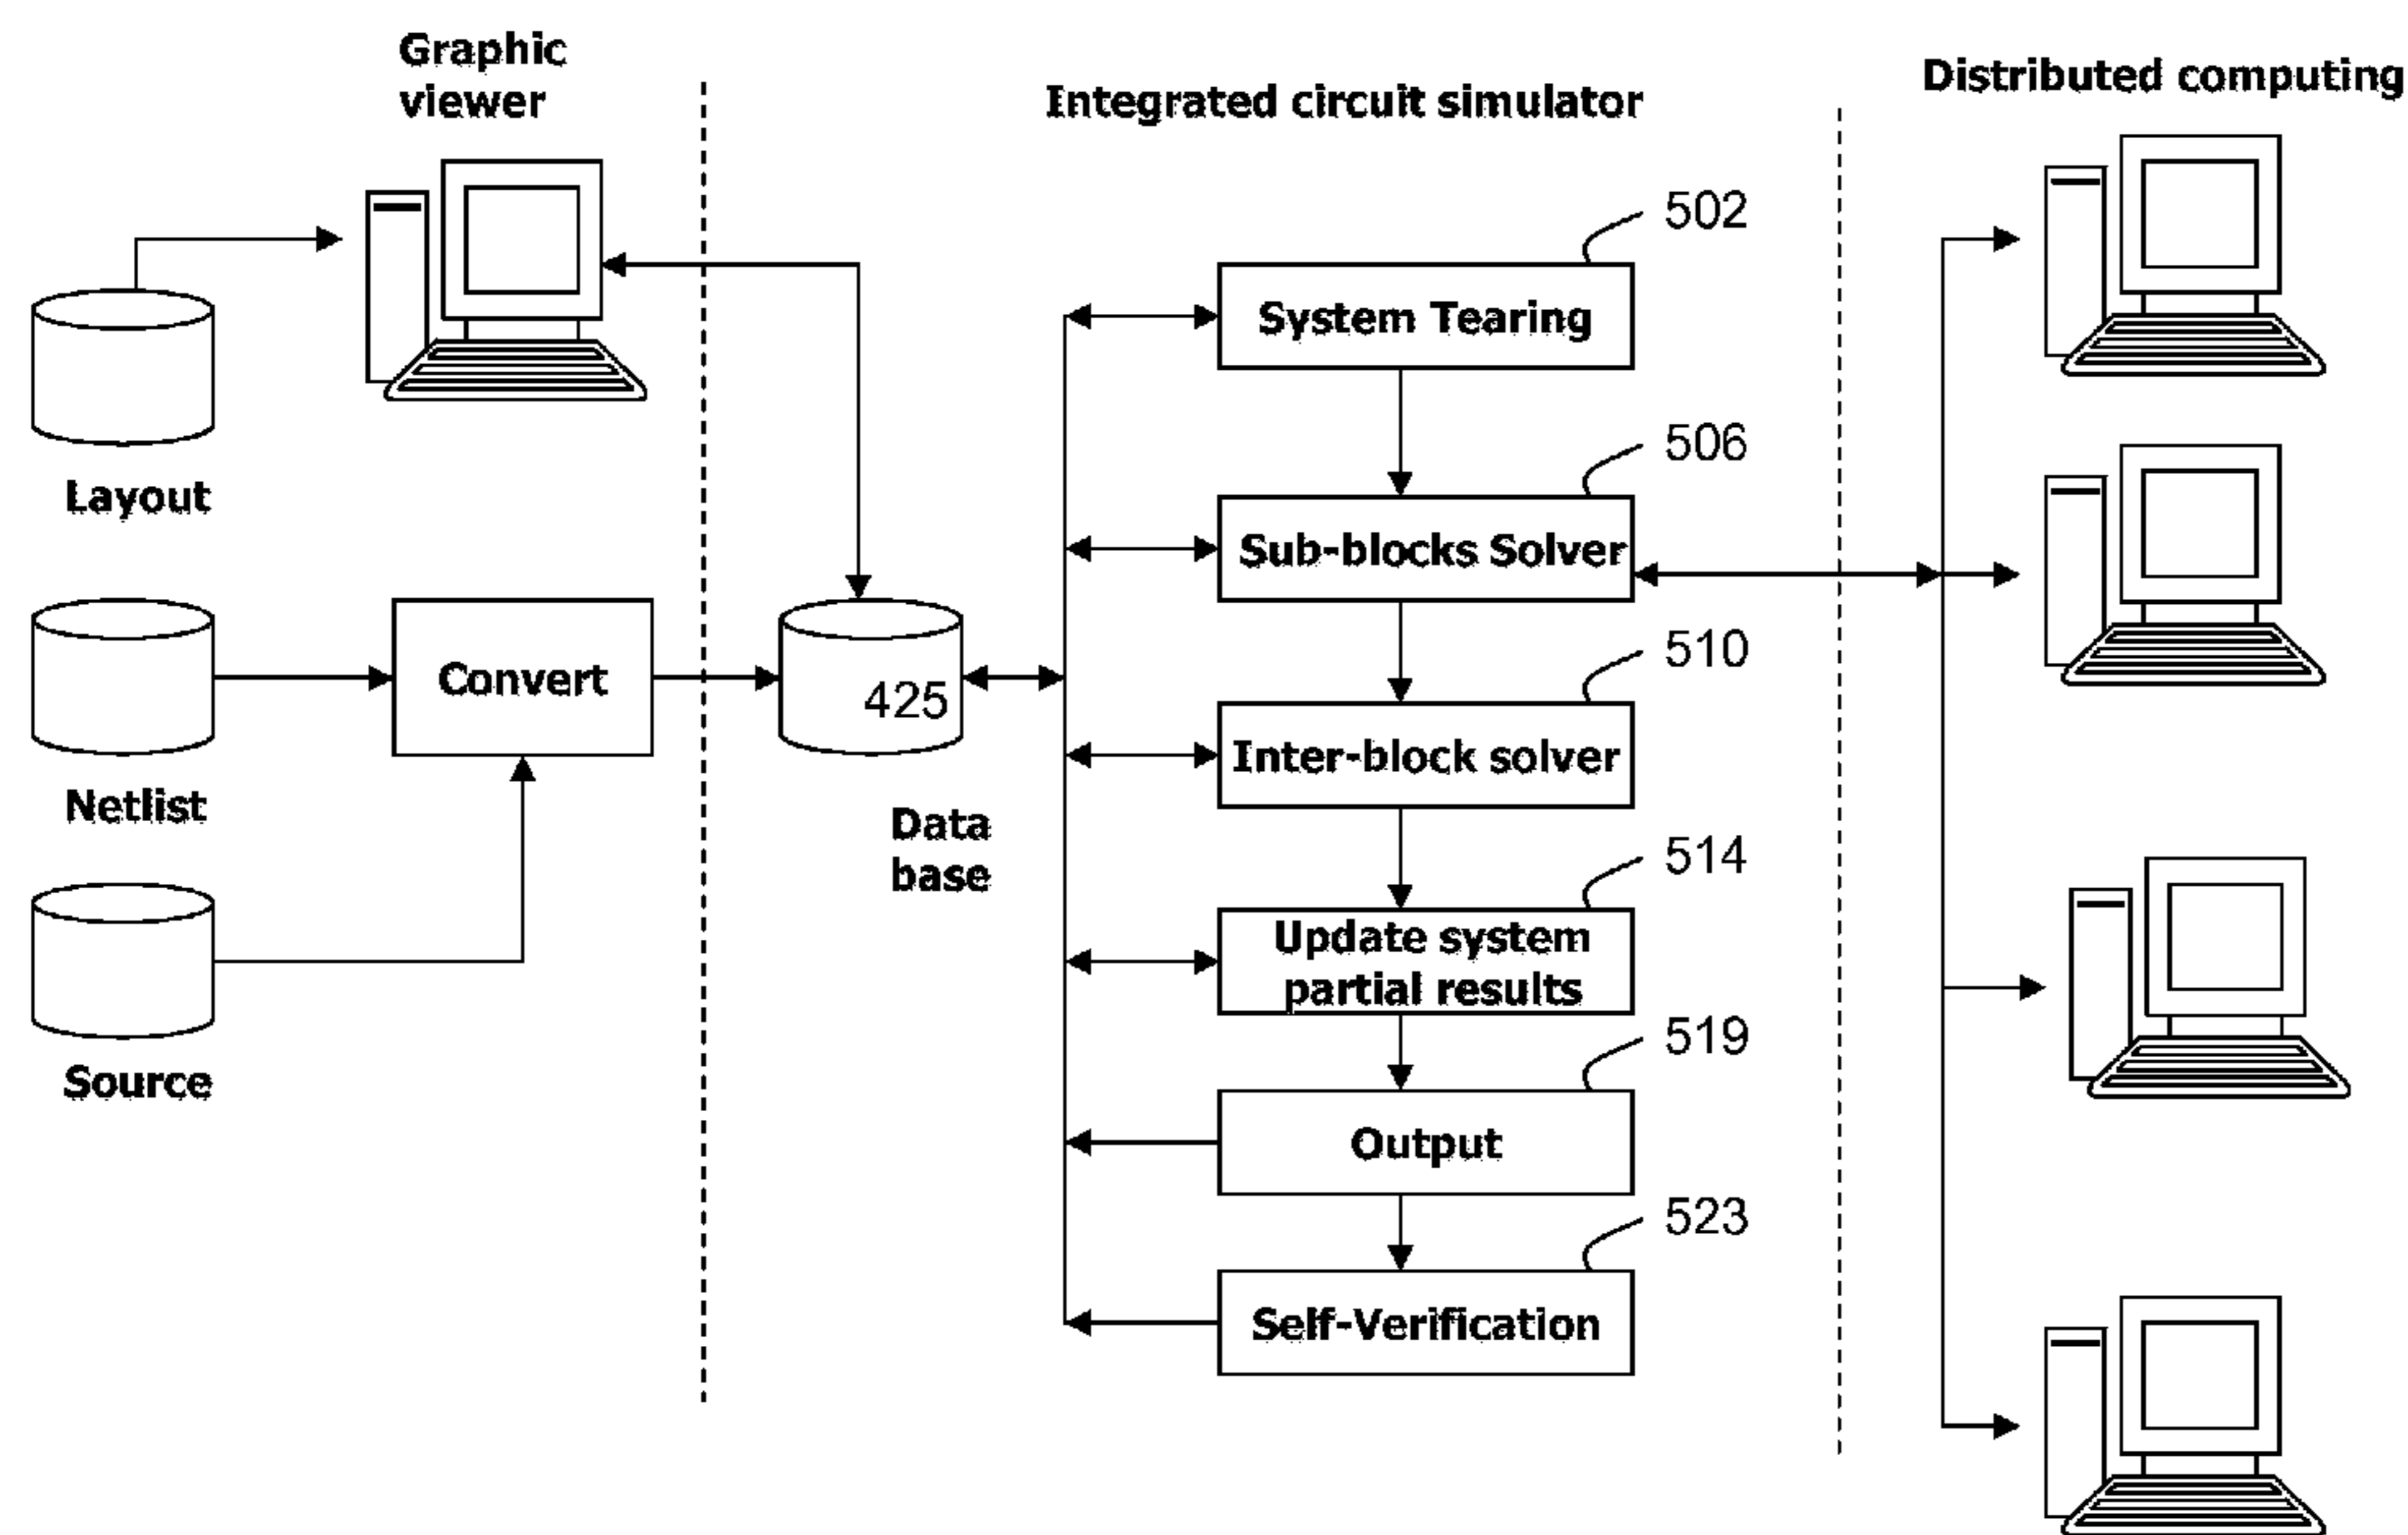 Graphic
viewer
Integrated circuit simulator
Distributed computing
502
System Tearing
506
Layout
Sub-blocks Solver
510
Convert
425
Inter-block solver
Netlist
Data
base
514
Update system
partial results
519
Source
Output
523
Self-Verification